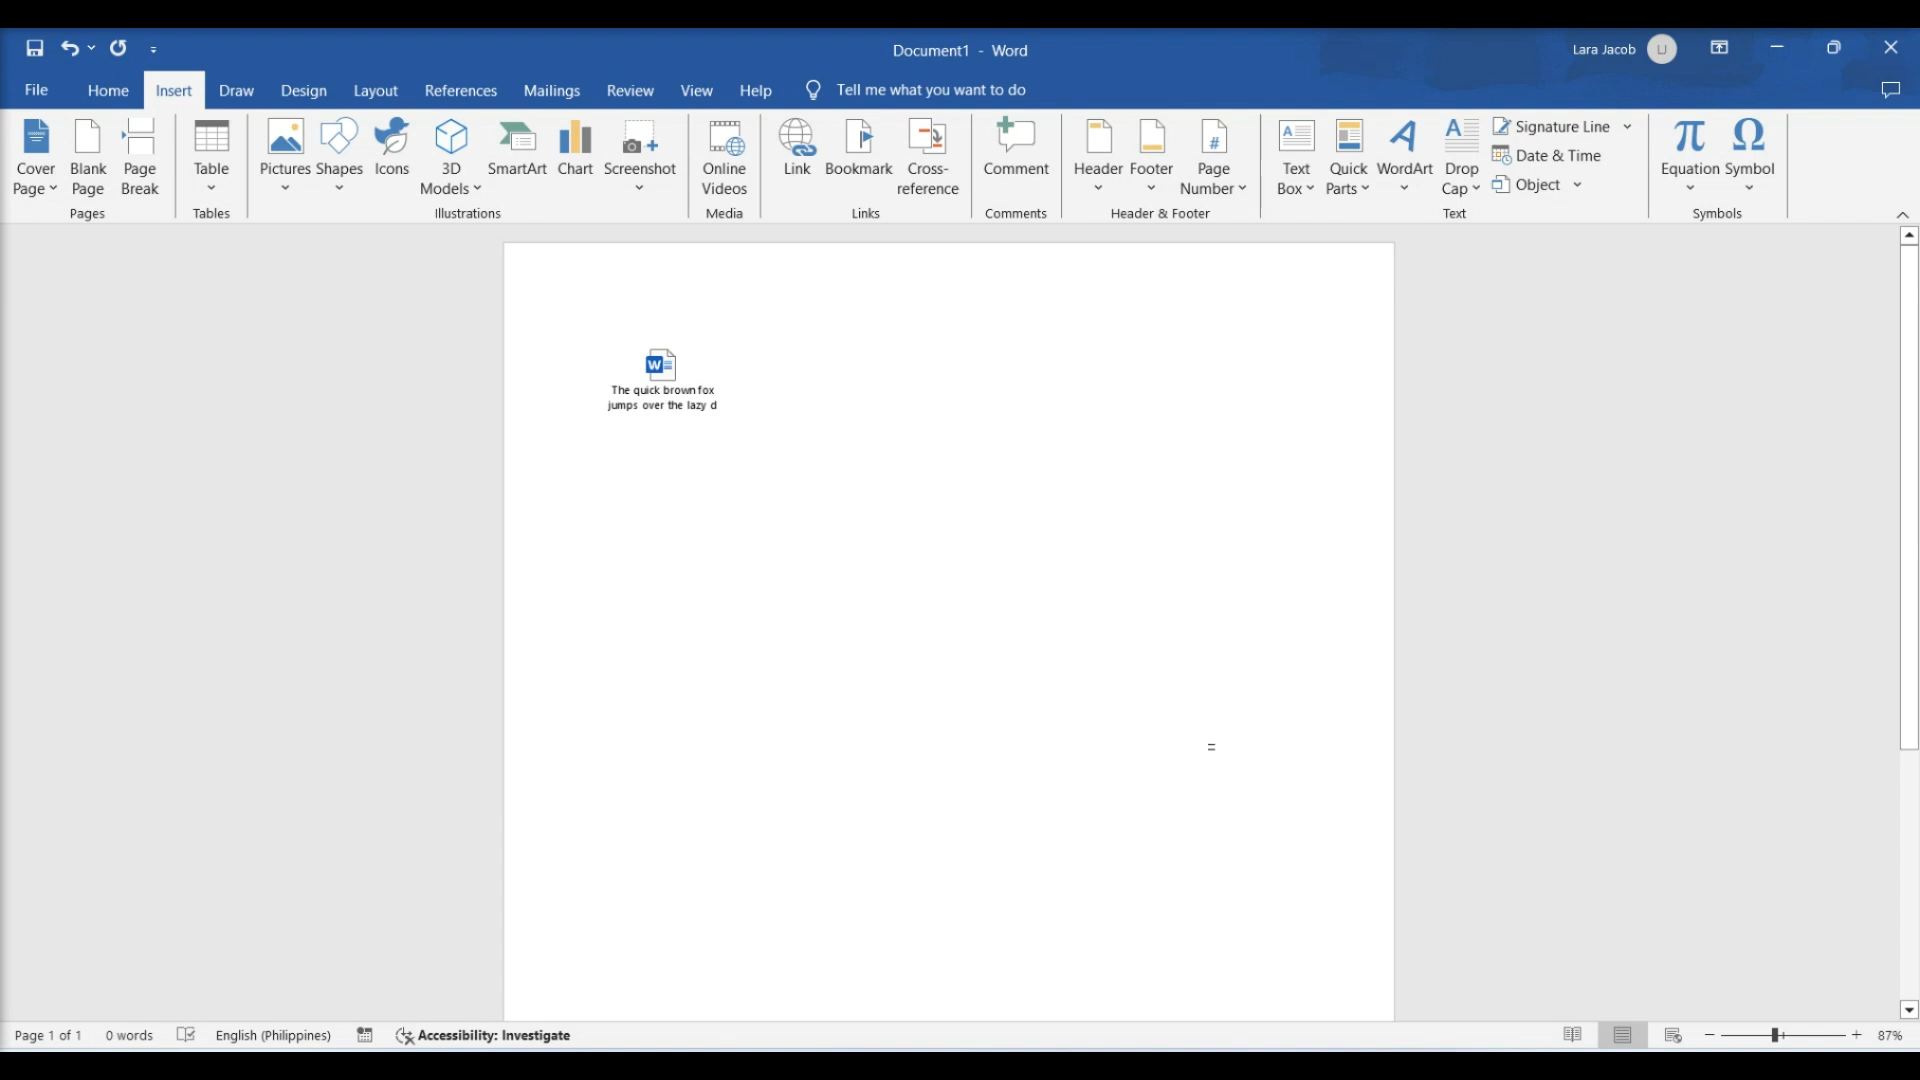 Document1 - Word
Lara Jacob LJ
File Home Insert Draw Design Layout References Mailings Review View Help Tell me what you want to do
Cover Page
Blank Page
Page Break
Pages
Table
Tables
Pictures
Shapes
Icons
3D Models
SmartArt
Chart
Screenshot
Illustrations
Online Videos
Media
Link
Bookmark
Cross-reference
Links
Comment
Comments
Header
Footer
Page Number
Header & Footer
Text Box
Quick Parts
WordArt
Drop Cap
Signature Line
Date & Time
Object
Text
Equation
Symbol
Symbols
The quick brown fox
jumps over the lazy d
Page 1 of 1 0 words English (Philippines) Accessibility: Investigate 87%